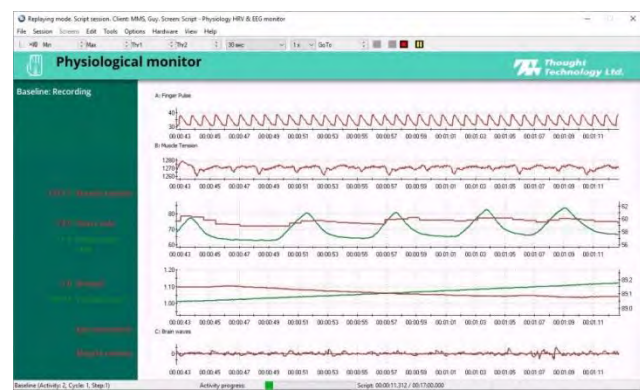 Replaying mode. Script session. Client: MMS, Guy. Screen: Script - Physiology HRV & EEG monitor
File Session Screens Edit Tools Options Hardware View Help
Min Max Thr1 Thr2 30 sec 1 x GoTo
Physiological monitor
Thought
Technology Ltd.
Baseline: Recording
A: Finger Pulse
40
30
00:00:43 00:00:45 00:00:47 00:00:49 00:00:51 00:00:53 00:00:55 00:00:57 00:00:59 00:01:01 00:01:03 00:01:05 00:01:07 00:01:09 00:01:11
B: Muscle Tension
1280
1270
1260
00:00:43 00:00:45 00:00:47 00:00:49 00:00:51 00:00:53 00:00:55 00:00:57 00:00:59 00:01:01 00:01:03 00:01:05 00:01:07 00:01:09 00:01:11
80
70
60
62
60
58
56
00:00:43 00:00:45 00:00:47 00:00:49 00:00:51 00:00:53 00:00:55 00:00:57 00:00:59 00:01:01 00:01:03 00:01:05 00:01:07 00:01:09 00:01:11
1.20
1.10
1.00
89.2
89.1
89.0
00:00:43 00:00:45 00:00:47 00:00:49 00:00:51 00:00:53 00:00:55 00:00:57 00:00:59 00:01:01 00:01:03 00:01:05 00:01:07 00:01:09 00:01:11
C: Brain waves
0
00:00:43 00:00:45 00:00:47 00:00:49 00:00:51 00:00:53 00:00:55 00:00:57 00:00:59 00:01:01 00:01:03 00:01:05 00:01:07 00:01:09 00:01:11
Baseline (Activity: 2, Cycle: 1, Step:1) Activity progress: Script: 00:00:11.312 / 00:17:00.000